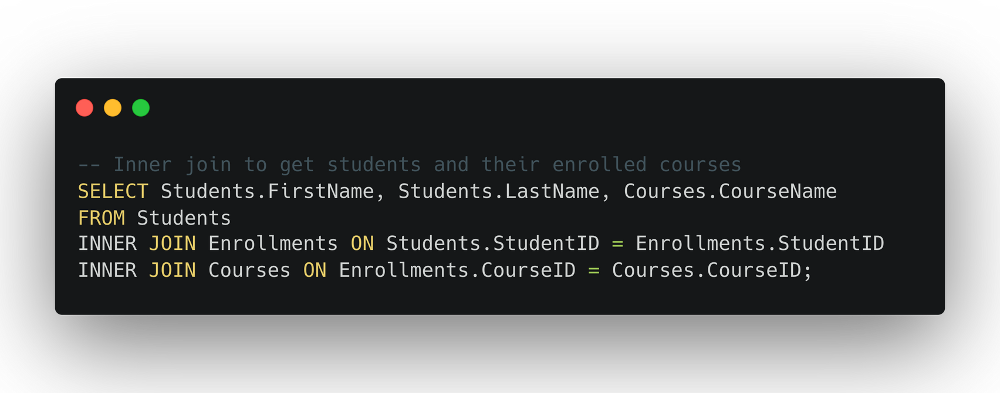 -- Inner join to get students and their enrolled courses
SELECT Students.FirstName, Students.LastName, Courses.CourseName
FROM Students
INNER JOIN Enrollments ON Students.StudentID = Enrollments.StudentID
INNER JOIN Courses ON Enrollments.CourseID = Courses.CourseID;